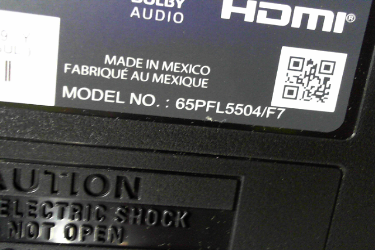 DOLBY
AUDIO
HDMI®
MADE IN MEXICO
FABRIQUÉ AU MEXIQUE
MODEL NO. : 65PFL5504/F7
CAUTION
ELECTRIC SHOCK
NOT OPEN